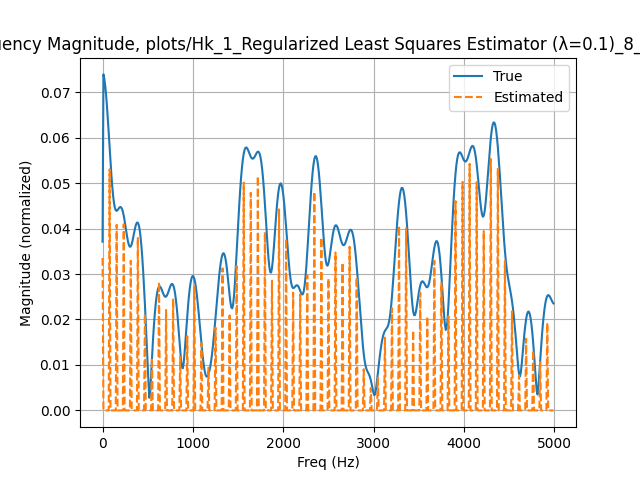 uency Magnitude, plots/Hk_1_Regularized Least Squares Estimator (λ=0.1)_8_
True
Estimated
Magnitude (normalized)
0.07
0.06
0.05
0.04
0.03
0.02
0.01
0.00
0
1000
2000
3000
4000
5000
Freq (Hz)